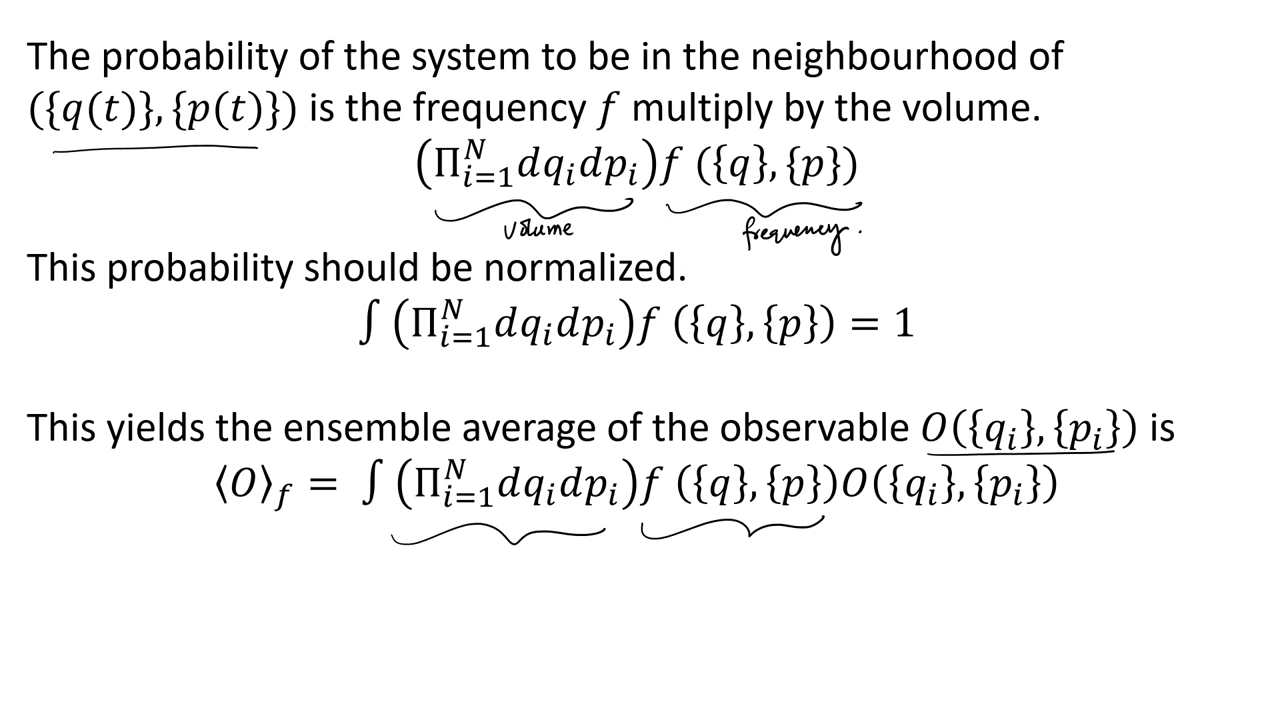 The probability of the system to be in the neighbourhood of
({q(t)}, {p(t)}) is the frequency f multiply by the volume.
(Π_{i=1}^{N} dq_i dp_i) f ({q}, {p})
volume frequency.
This probability should be normalized.
∫ (Π_{i=1}^{N} dq_i dp_i) f ({q}, {p}) = 1
This yields the ensemble average of the observable O({q_i}, {p_i}) is
⟨O⟩_f = ∫ (Π_{i=1}^{N} dq_i dp_i) f ({q}, {p}) O({q_i}, {p_i})